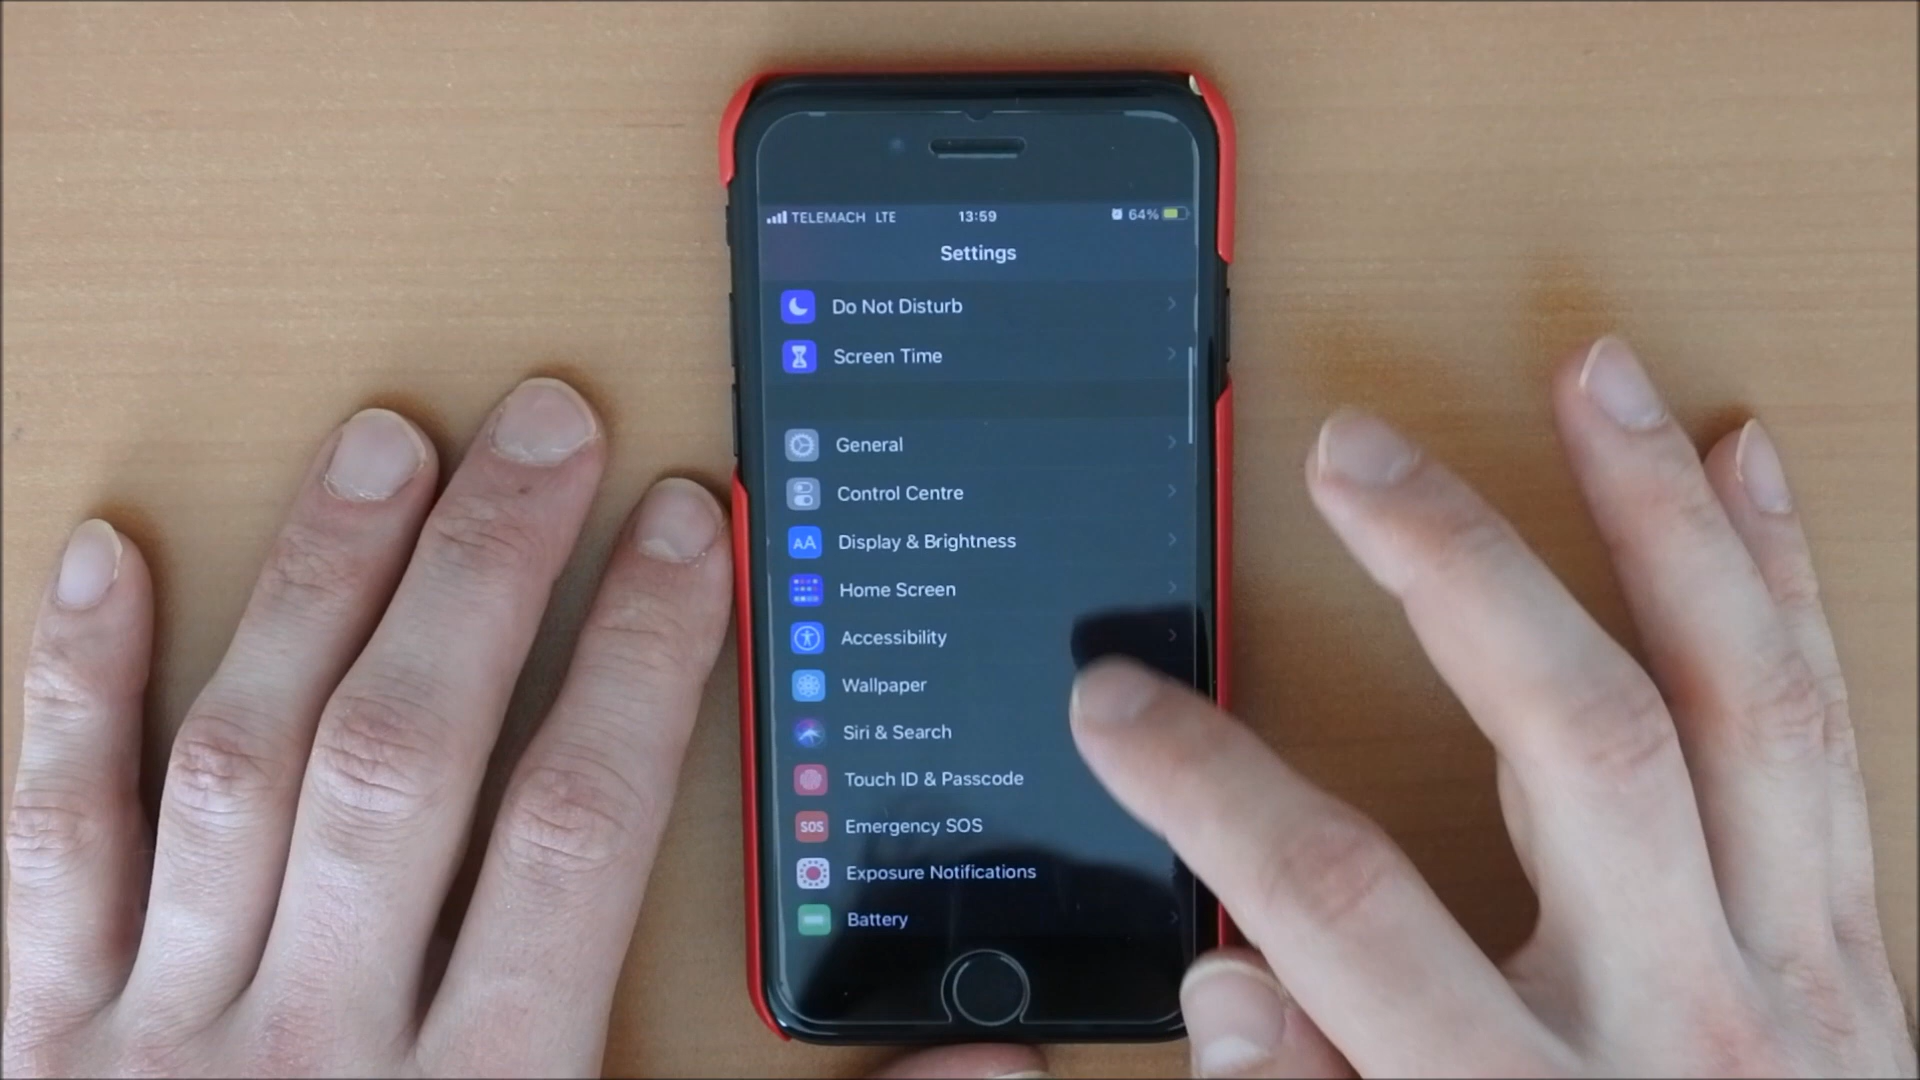 TELEMACH LTE 13:59 64%
Settings
Do Not Disturb
Screen Time
General
Control Centre
AA Display & Brightness
Home Screen
Accessibility
Wallpaper
Siri & Search
Touch ID & Passcode
SOS Emergency SOS
Exposure Notifications
Battery